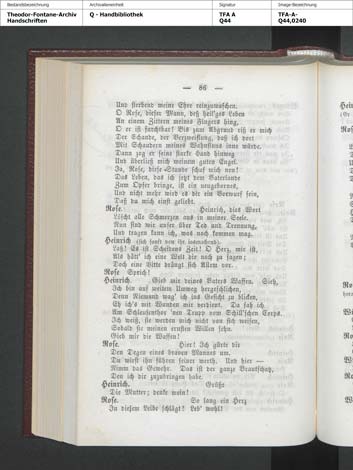 Bestandsbezeichnung
Archivalieneinheit
Signatur
Image-Bezeichnung
Theodor-Fontane-Archiv
Q - Handbibliothek
TFA A
TFA-A-
Handschriften
Q44
Q44,0240
— 86 —
Und sterbend meine Ehre reinzuwaschen.
O Rose, dieser Mann, deß heil'ges Leben
An einem Zittern meines Fingers hing,
O er ist furchtbar! Bis zum Abgrund riß er mich
Der Schande, der Verzweiflung, daß ich dort
Mit Schaudern meines Wahnsinns inne würde.
Dann zog er seine starke Hand hinweg
Und überließ mich meinem guten Engel.
Ja, Rose, diese Stunde schuf mich neu!
Das Leben, das ich jetzt dem Vaterlande
Zum Opfer bringe, ist ein neugebornes,
Und nicht mehr wird es dir ein Vorwurf sein,
Daß du mich einst geliebt.
Rose. Heinrich, dies Wort
Löscht alle Schmerzen aus in meiner Seele.
Nun sind wir unser über Tod und Trennung,
Und tragen kann ich, was noch kommen mag.
Heinrich (sich sanft von ihr losmachend).
Laß! Es ist Scheidens Zeit! O Herz, mir ist,
Als hätt' ich eine Welt dir noch zu sagen;
Doch eine Bitte drängt sich Allem vor.
Rose Sprich!
Heinrich. Gieb mir deines Vaters Waffen. Sieh,
Ich bin auf weitem Umweg hergeschlichen,
Denn Niemand wag' ich ins Gesicht zu blicken,
Eh ich's mit Wunden mir verdient. Da sah ich
Am Schleusenthor 'nen Trupp vom Schill'schen Corps.
Ich weiß, sie werden mich nicht von sich weisen,
Sobald sie meinen ernsten Willen sehn.
Gieb mir die Waffen!
Rose. Hier! Ich gürte dir
Den Degen eines braven Mannes um.
Du wirst ihn führen seiner werth. Und hier —
Nimm das Gewehr. Das ist der ganze Brautschatz,
Den ich dir zuzubringen habe.
Heinrich. Grüße
Die Mutter; denke mein!
Rose. So lang ein Herz
In diesem Leibe schlägt! Leb' wohl!